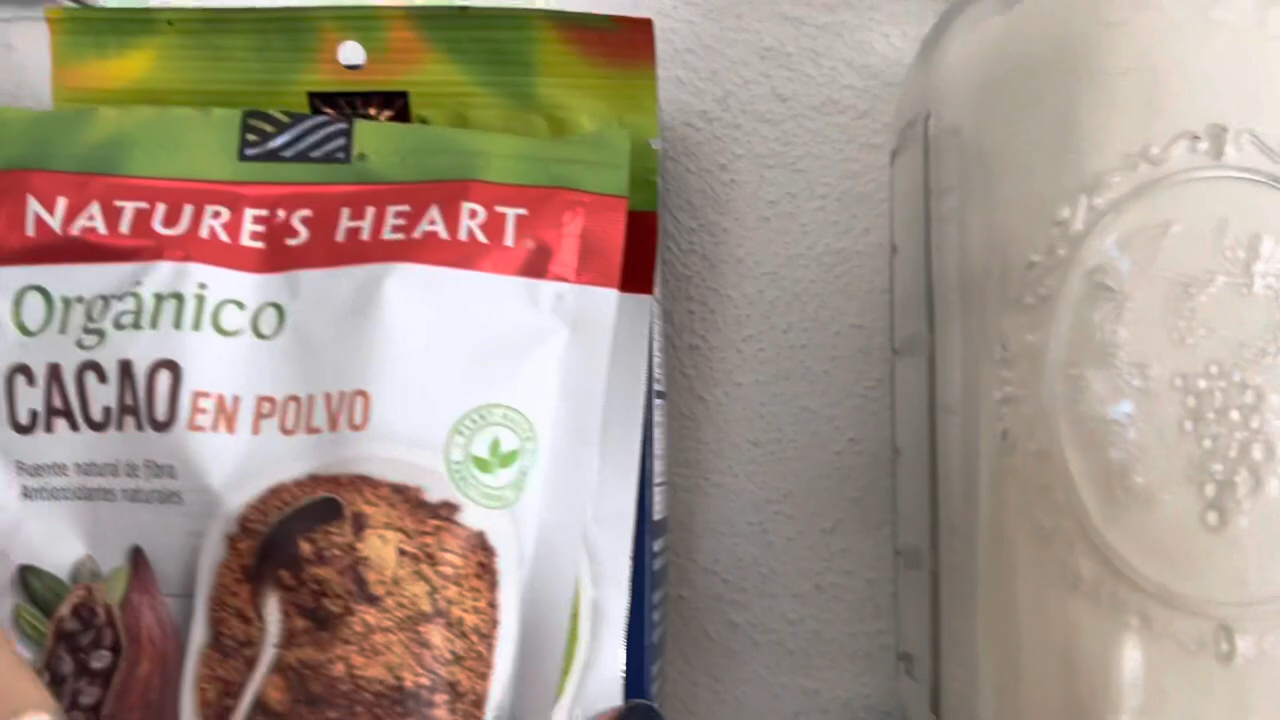 NATURE'S HEART
Orgánico
CACAO EN POLVO
Fuente natural de fibra
Antioxidantes naturales